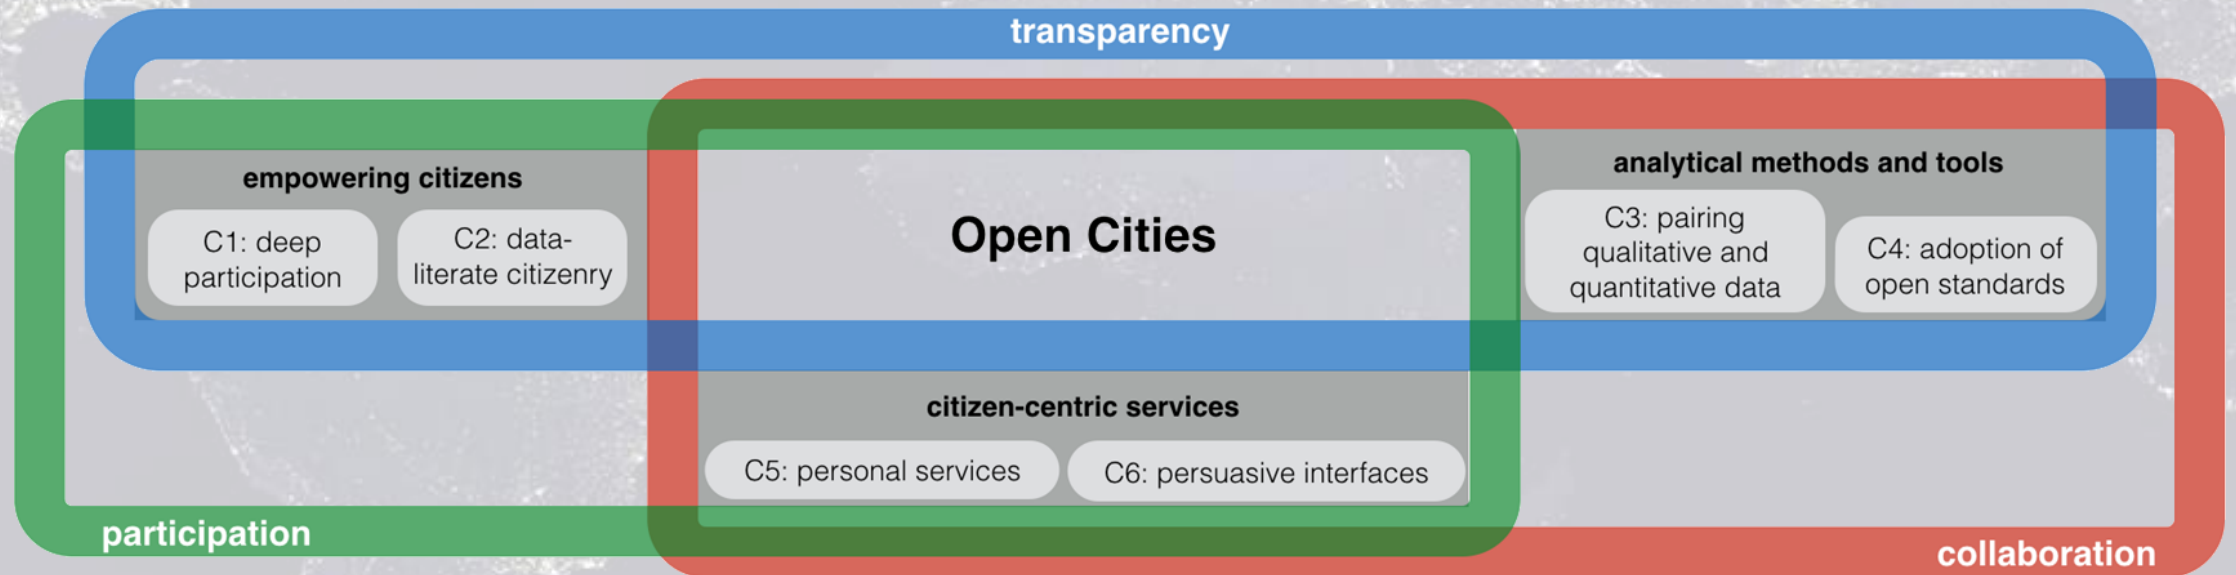 transparency
empowering citizens
C1: deep
participation
C2: data-
literate citizenry
Open Cities
analytical methods and tools
C3: pairing
qualitative and
quantitative data
C4: adoption of
open standards
citizen-centric services
C5: personal services
C6: persuasive interfaces
participation
collaboration